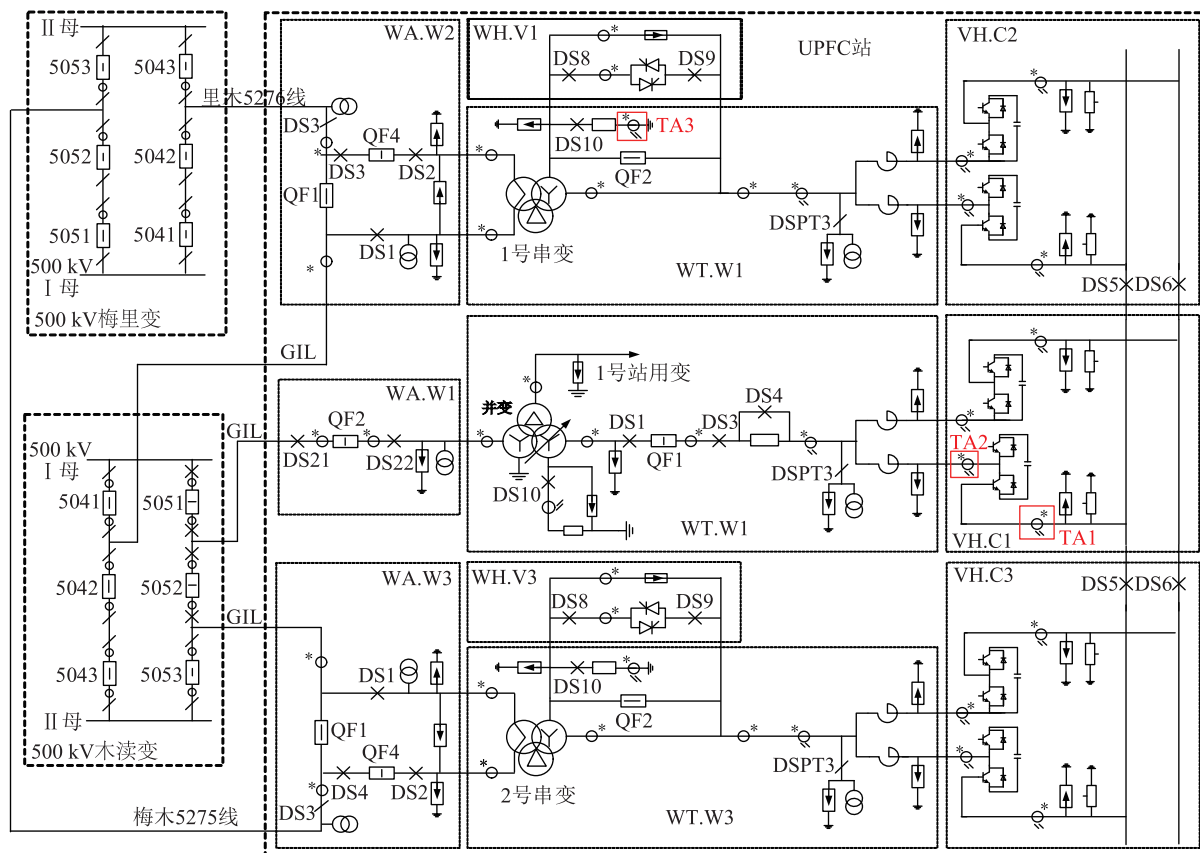 II母
5053
5043
里木5276线
5052
5042
5051
5041
500 kV
I母
500 kV梅里变
WA.W2
DS3
QF4
DS3
DS2
QF1
DS1
WH.V1
DS8
DS9
UPFC站
TA3
DS10
QF2
DSPT3
1号串变
WT.W1
VH.C2
DS5
DS6
GIL
WA.W1
GIL
QF2
DS21
DS22
500 kV
I母
5041
5051
5042
5052
GIL
5043
5053
II母
500 kV木渎变
1号站用变
并变
DS4
DS1
DS3
QF1
DSPT3
DS10
WT.W1
TA2
TA1
VH.C1
WA.W3
DS1
QF1
QF4
DS4
DS2
DS3
梅木5275线
WH.V3
DS8
DS9
DS10
QF2
DSPT3
2号串变
WT.W3
VH.C3
DS5
DS6